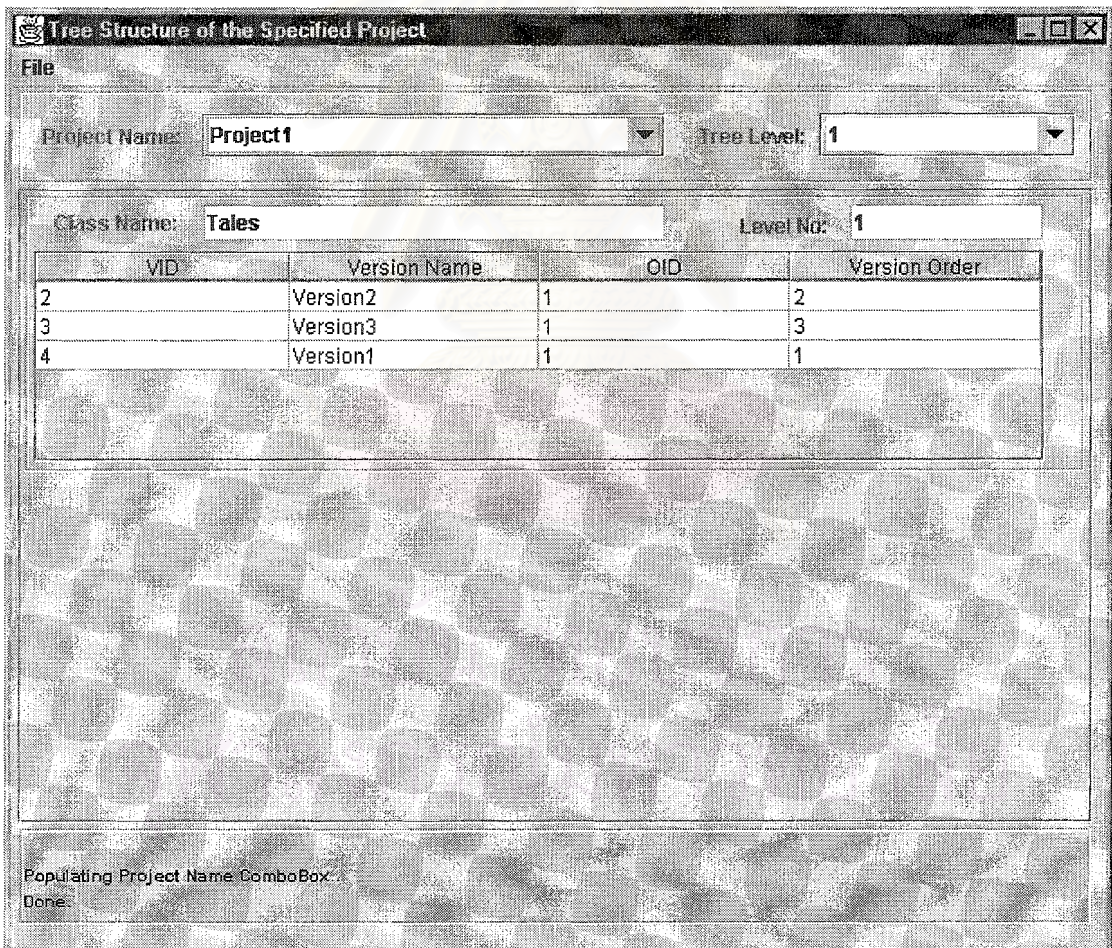 Tree Structure of the Specified Project
File
Project Name: Project1 Tree Level: 1
Class Name: Tales Level No: 1
VID Version Name OID Version Order
2 Version2 1 2
3 Version3 1 3
4 Version1 1 1
Populating Project Name ComboBox...
Done.